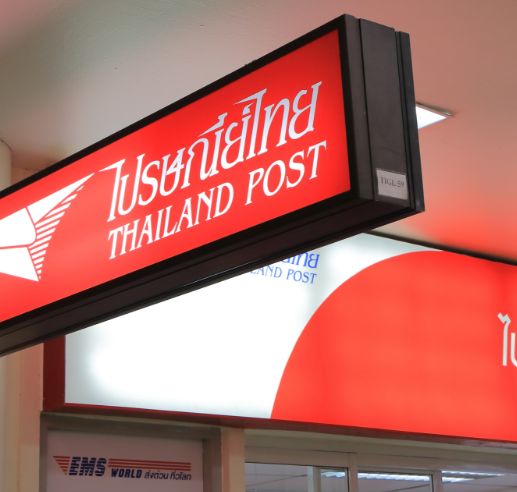 ไปรษณีย์ไทย
THAILAND POST
TIGL 59
POST
EMS WORLD ส่งด่วน ทั่วโลก